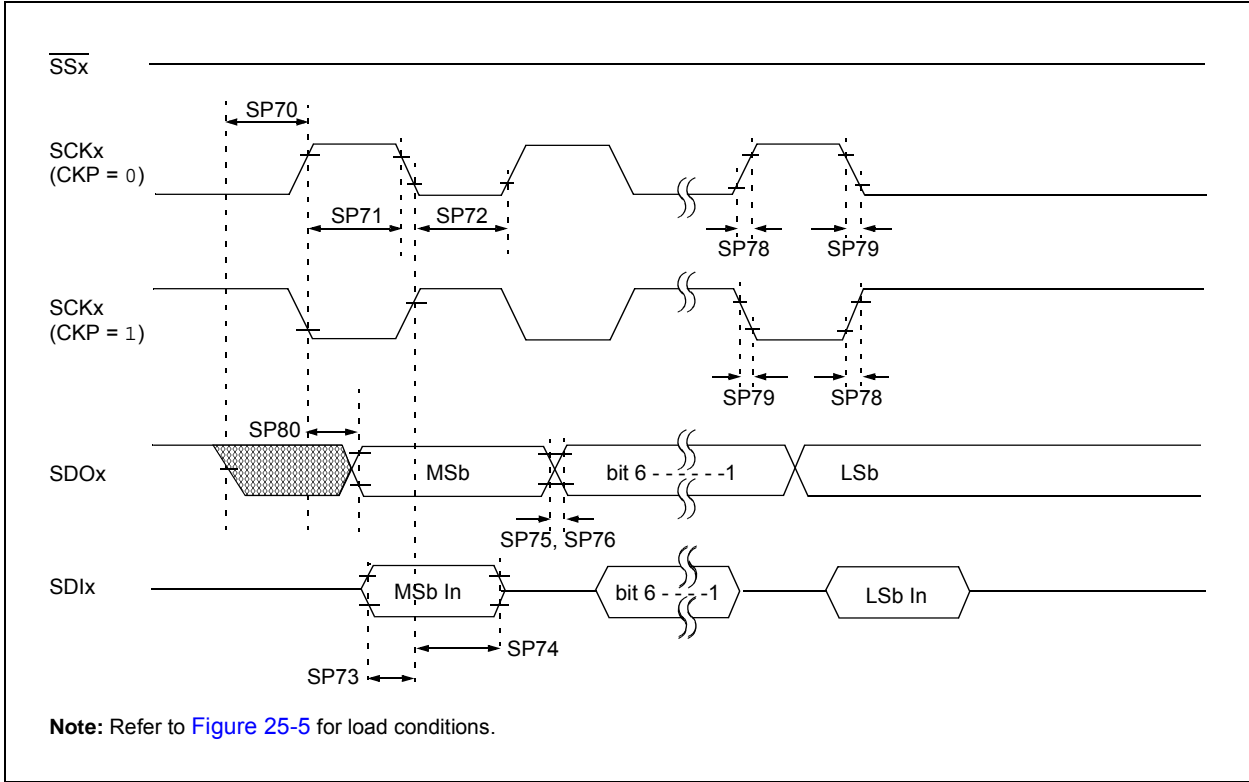 SSx
SP70
SCKx
(CKP = 0)
SP71
SP72
SP78
SP79
SCKx
(CKP = 1)
SP79
SP78
SP80
SDOx
MSb
bit 6 - - - - - -1
LSb
SP75, SP76
SDIx
MSb In
bit 6 - - - - -1
LSb In
SP74
SP73
Note: Refer to Figure 25-5 for load conditions.